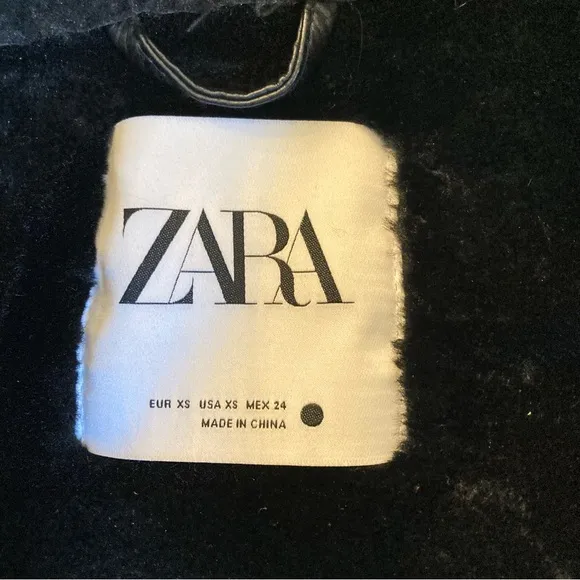 ZARA
EUR XS USA XS MEX 24
MADE IN CHINA